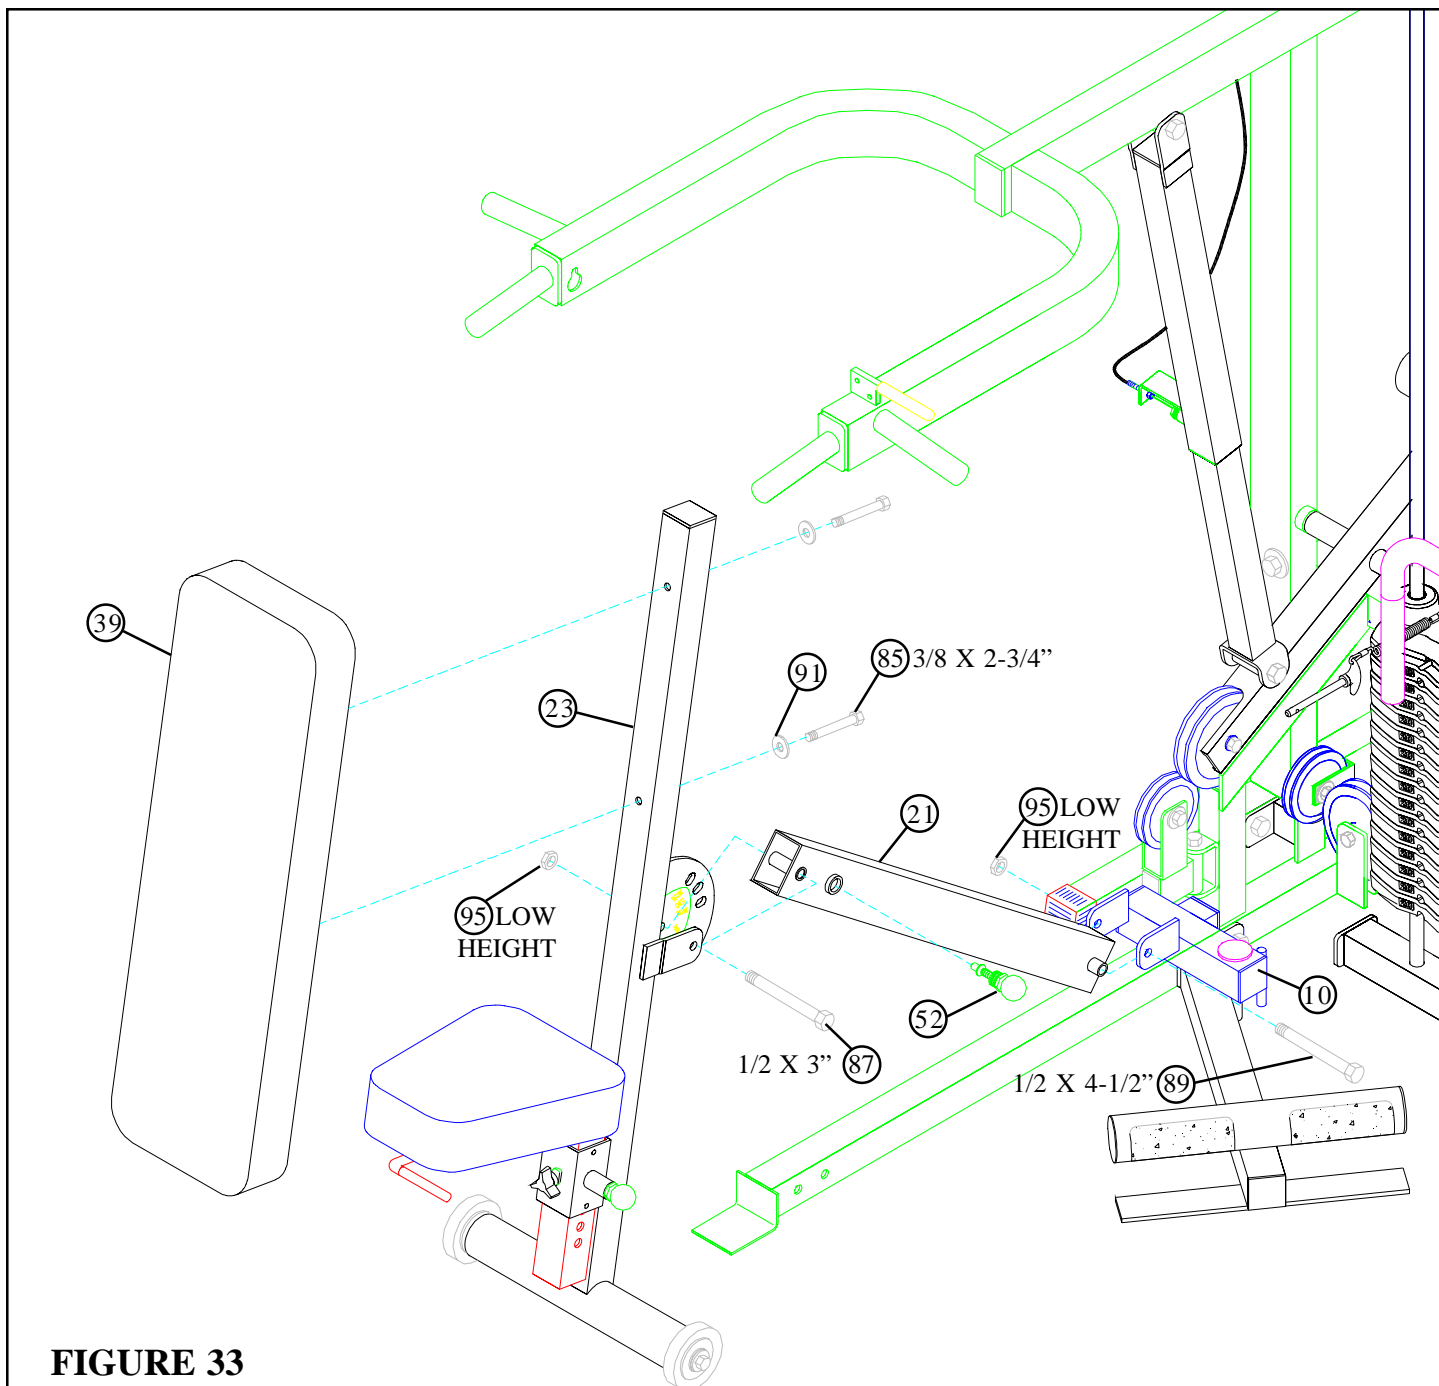 39
23
91
85 3/8 X 2-3/4”
95 LOW
HEIGHT
21
95 LOW
HEIGHT
52
10
1/2 X 3” 87
1/2 X 4-1/2” 89
FIGURE 33